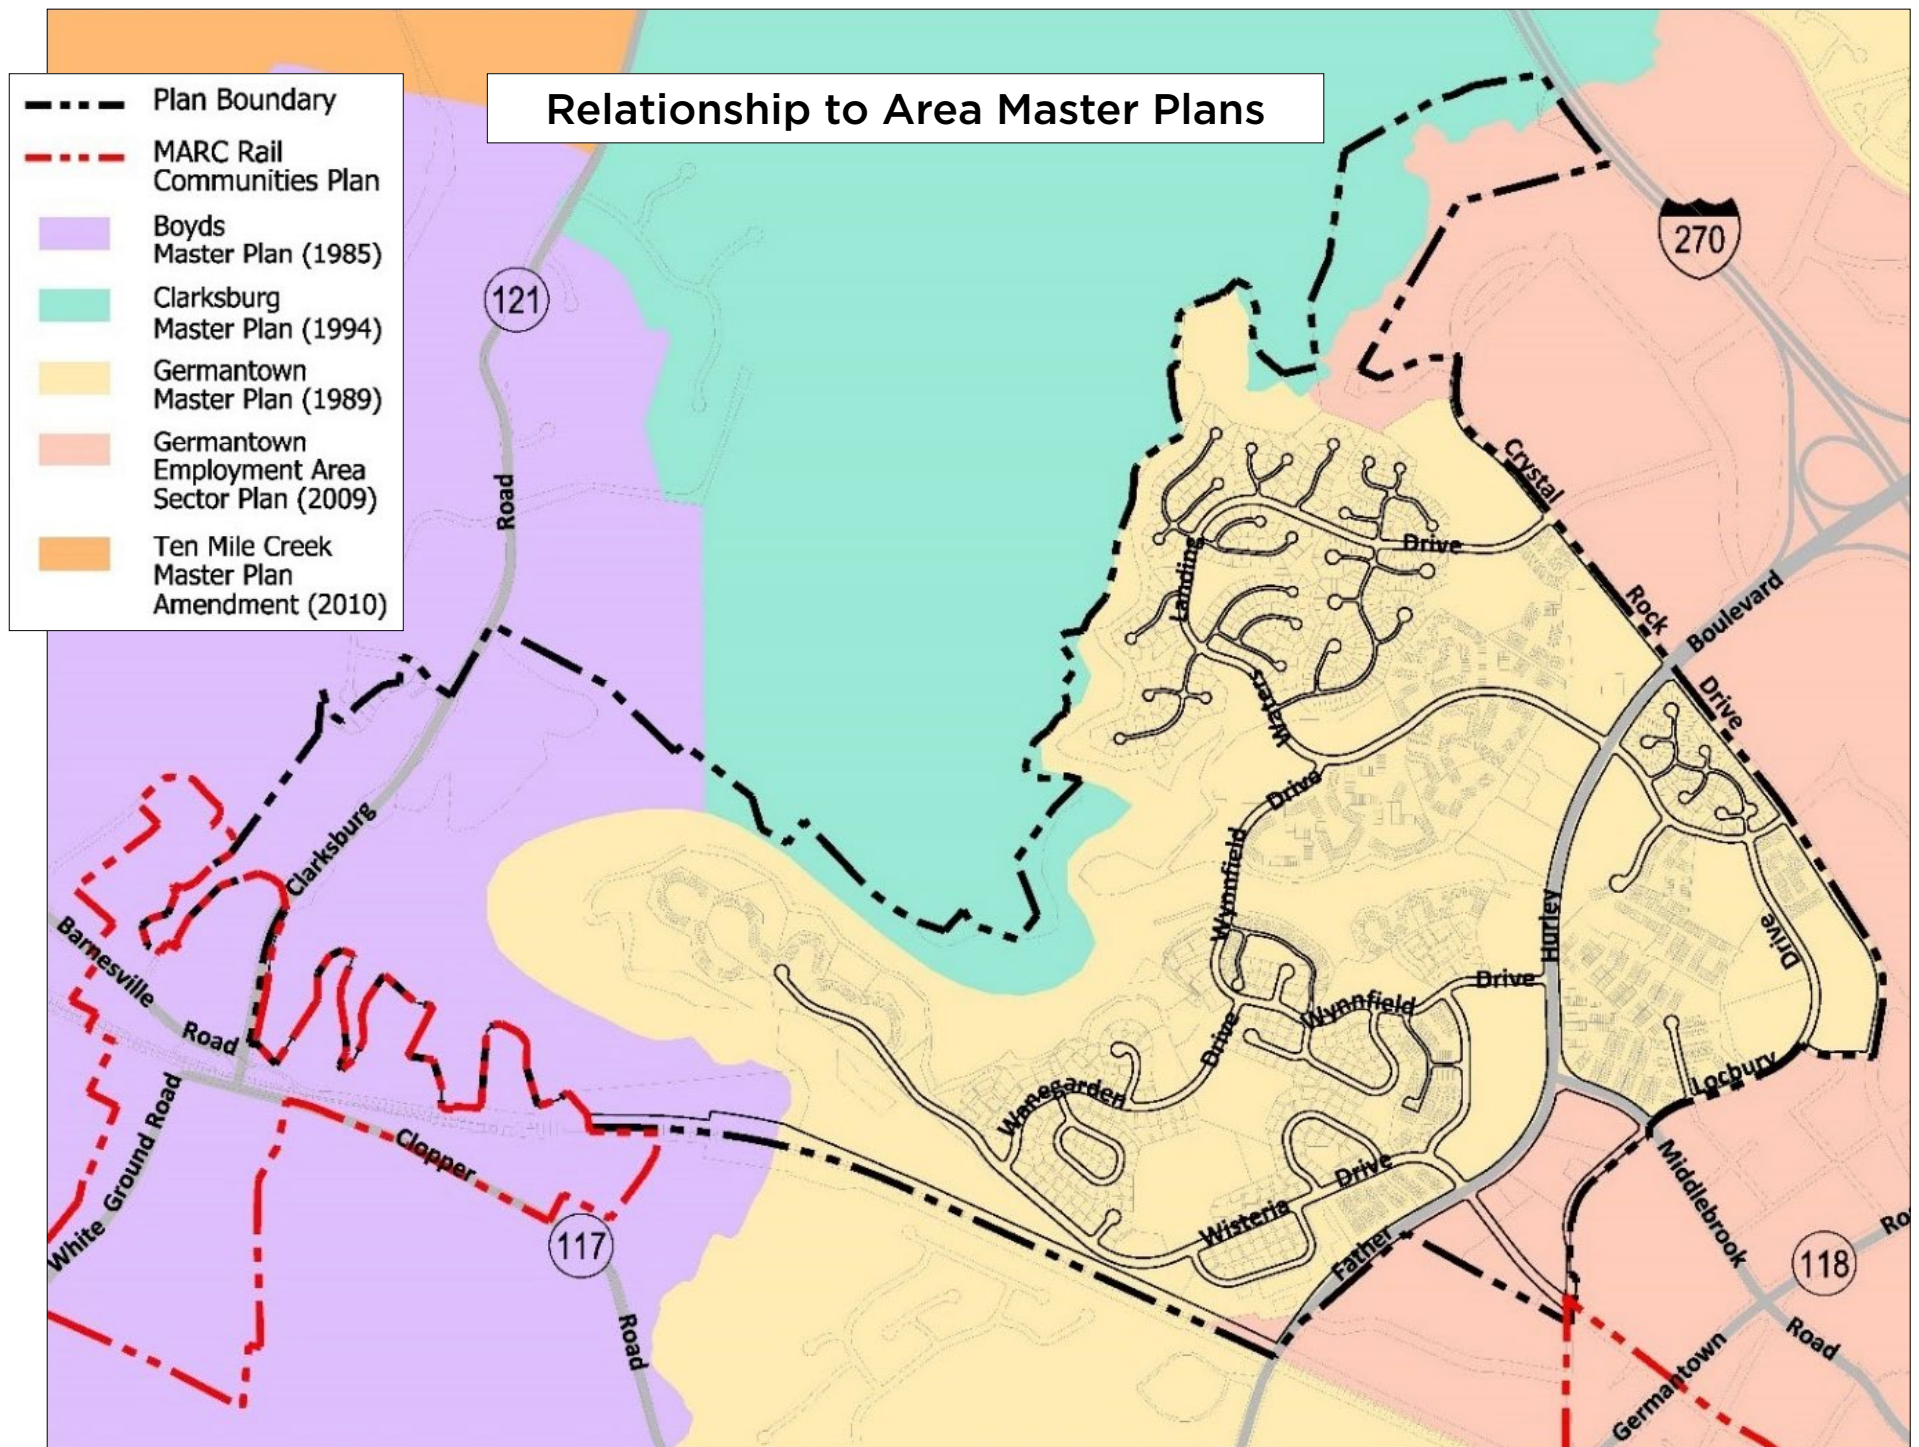 Relationship to Area Master Plans
Plan Boundary
MARC Rail
Communities Plan
Boyds
Master Plan (1985)
Clarksburg
Master Plan (1994)
Germantown
Master Plan (1989)
Germantown
Employment Area
Sector Plan (2009)
Ten Mile Creek
Master Plan
Amendment (2010)
270
121
Road
Crystal
Drive
Landing
Rock
Boulevard
Drive
Waters
Drive
Clarksburg
Wynnfield
Hurley
Drive
Barnesville
Road
Drive
Wynnfield
Drive
Locbury
Wanegarden
White Ground Road
Clopper
Drive
Middlebrook
Wisteria
Father
117
118
Ro
Road
Road
Germantown